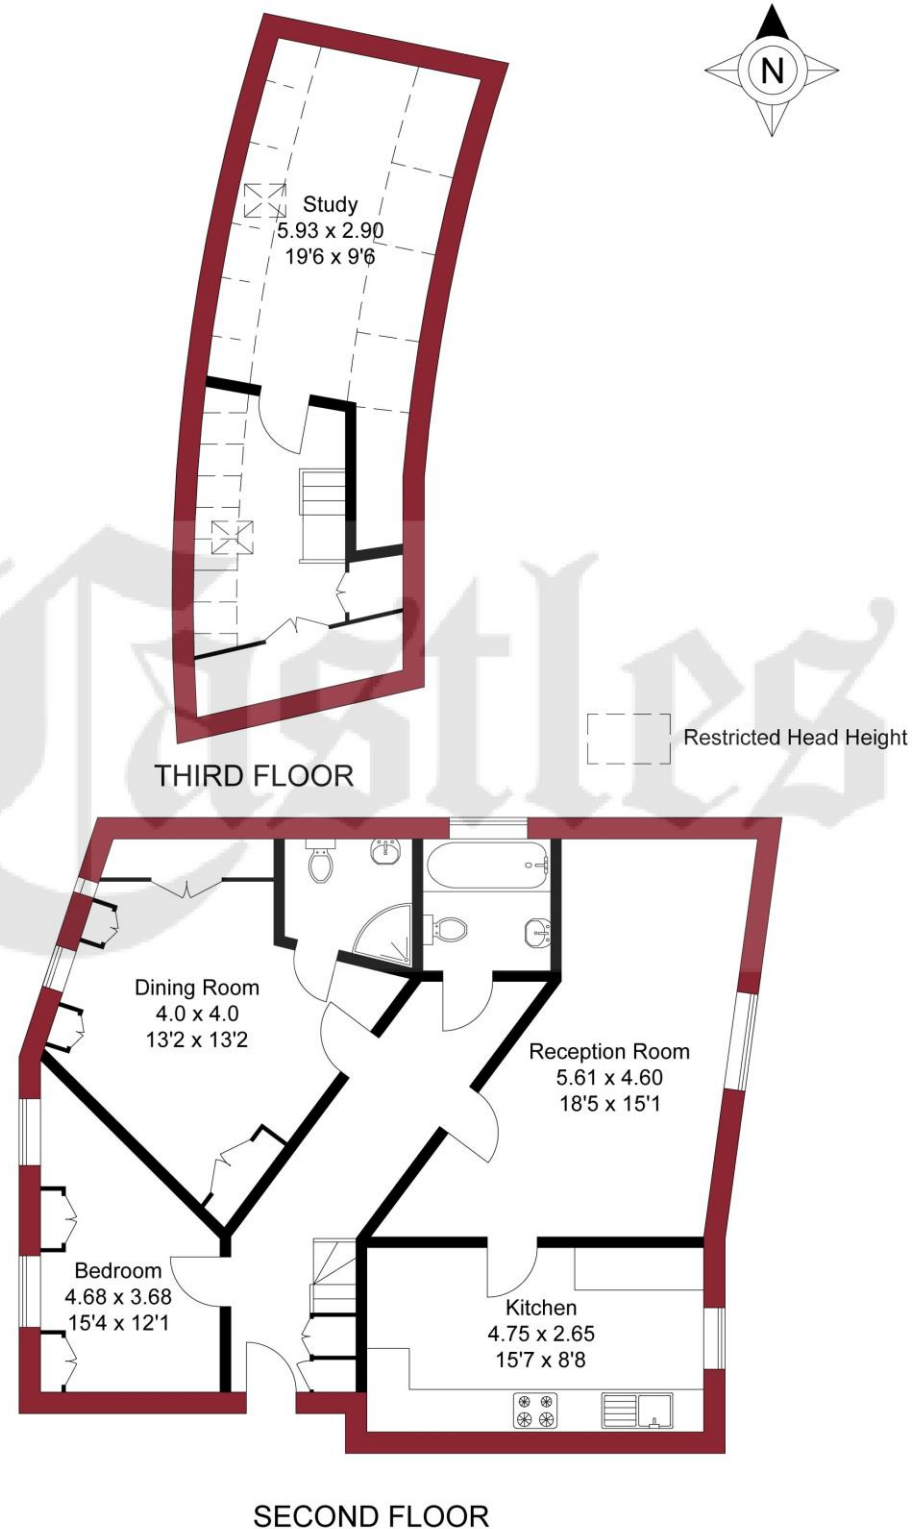 N
Study
5.93 x 2.90
19'6 x 9'6
Castles
Restricted Head Height
THIRD FLOOR
Dining Room
4.0 x 4.0
13'2 x 13'2
Reception Room
5.61 x 4.60
18'5 x 15'1
Bedroom
4.68 x 3.68
15'4 x 12'1
Kitchen
4.75 x 2.65
15'7 x 8'8
SECOND FLOOR